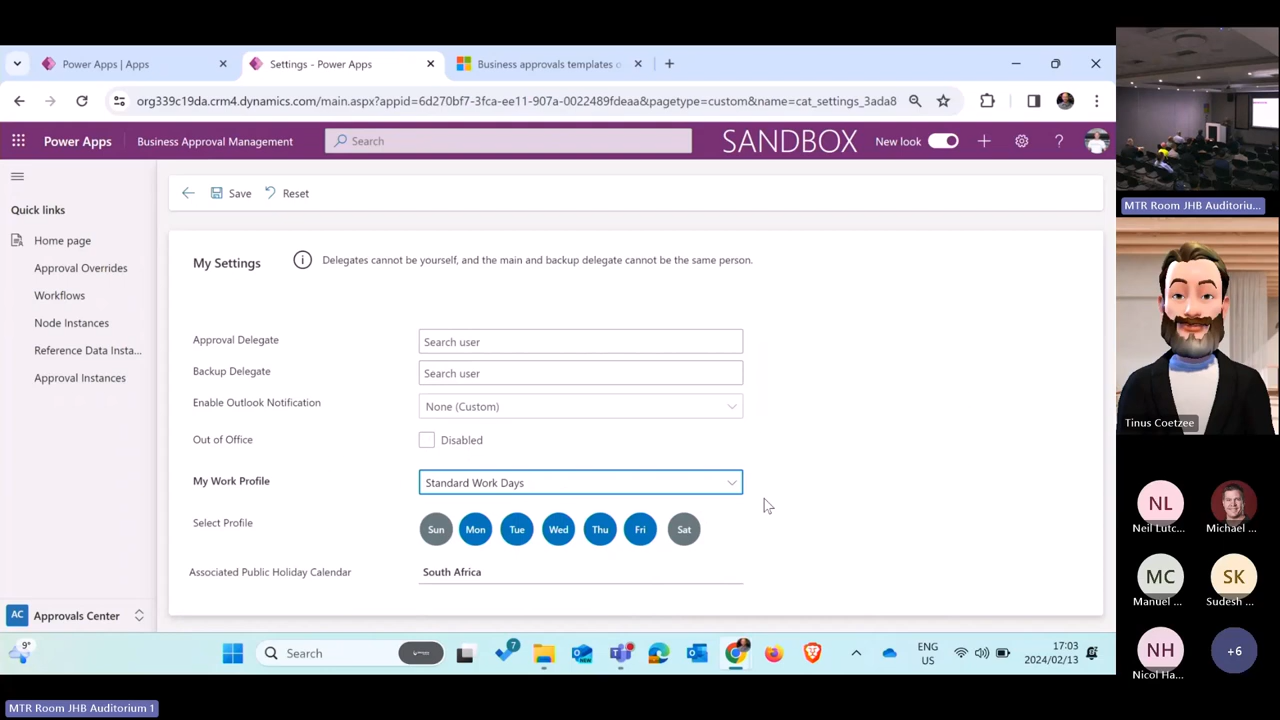 Power Apps | Apps
Settings - Power Apps
Business approvals templates o
org339c19da.crm4.dynamics.com/main.aspx?appid=6d270bf7-3fca-ee11-907a-0022489fdeaa&pagetype=custom&name=cat_settings_3ada8
Power Apps
Business Approval Management
Search
SANDBOX
New look
Quick links
Home page
Approval Overrides
Workflows
Node Instances
Reference Data Insta...
Approval Instances
AC Approvals Center
Save
Reset
My Settings
Delegates cannot be yourself, and the main and backup delegate cannot be the same person.
Approval Delegate
Search user
Backup Delegate
Search user
Enable Outlook Notification
None (Custom)
Out of Office
Disabled
My Work Profile
Standard Work Days
Select Profile
Sun Mon Tue Wed Thu Fri Sat
Associated Public Holiday Calendar
South Africa
9°
Search
7
ENG
US
17:03
2024/02/13
MTR Room JHB Auditorium 1
MTR Room JHB Auditoriu...
Tinus Coetzee
NL
Neil Lutc...
Michael ...
MC
Manuel ...
SK
Sudesh ...
NH
Nicol Ha...
+6